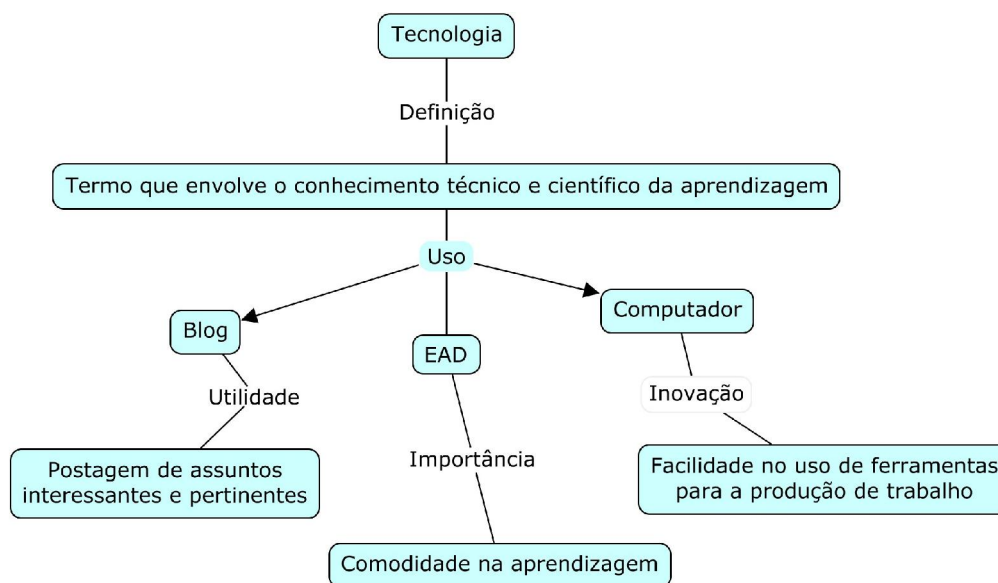 Tecnologia
Definição
Termo que envolve o conhecimento técnico e científico da aprendizagem
Uso
Blog
EAD
Computador
Utilidade
Importância
Inovação
Postagem de assuntos
interessantes e pertinentes
Comodidade na aprendizagem
Facilidade no uso de ferramentas
para a produção de trabalho